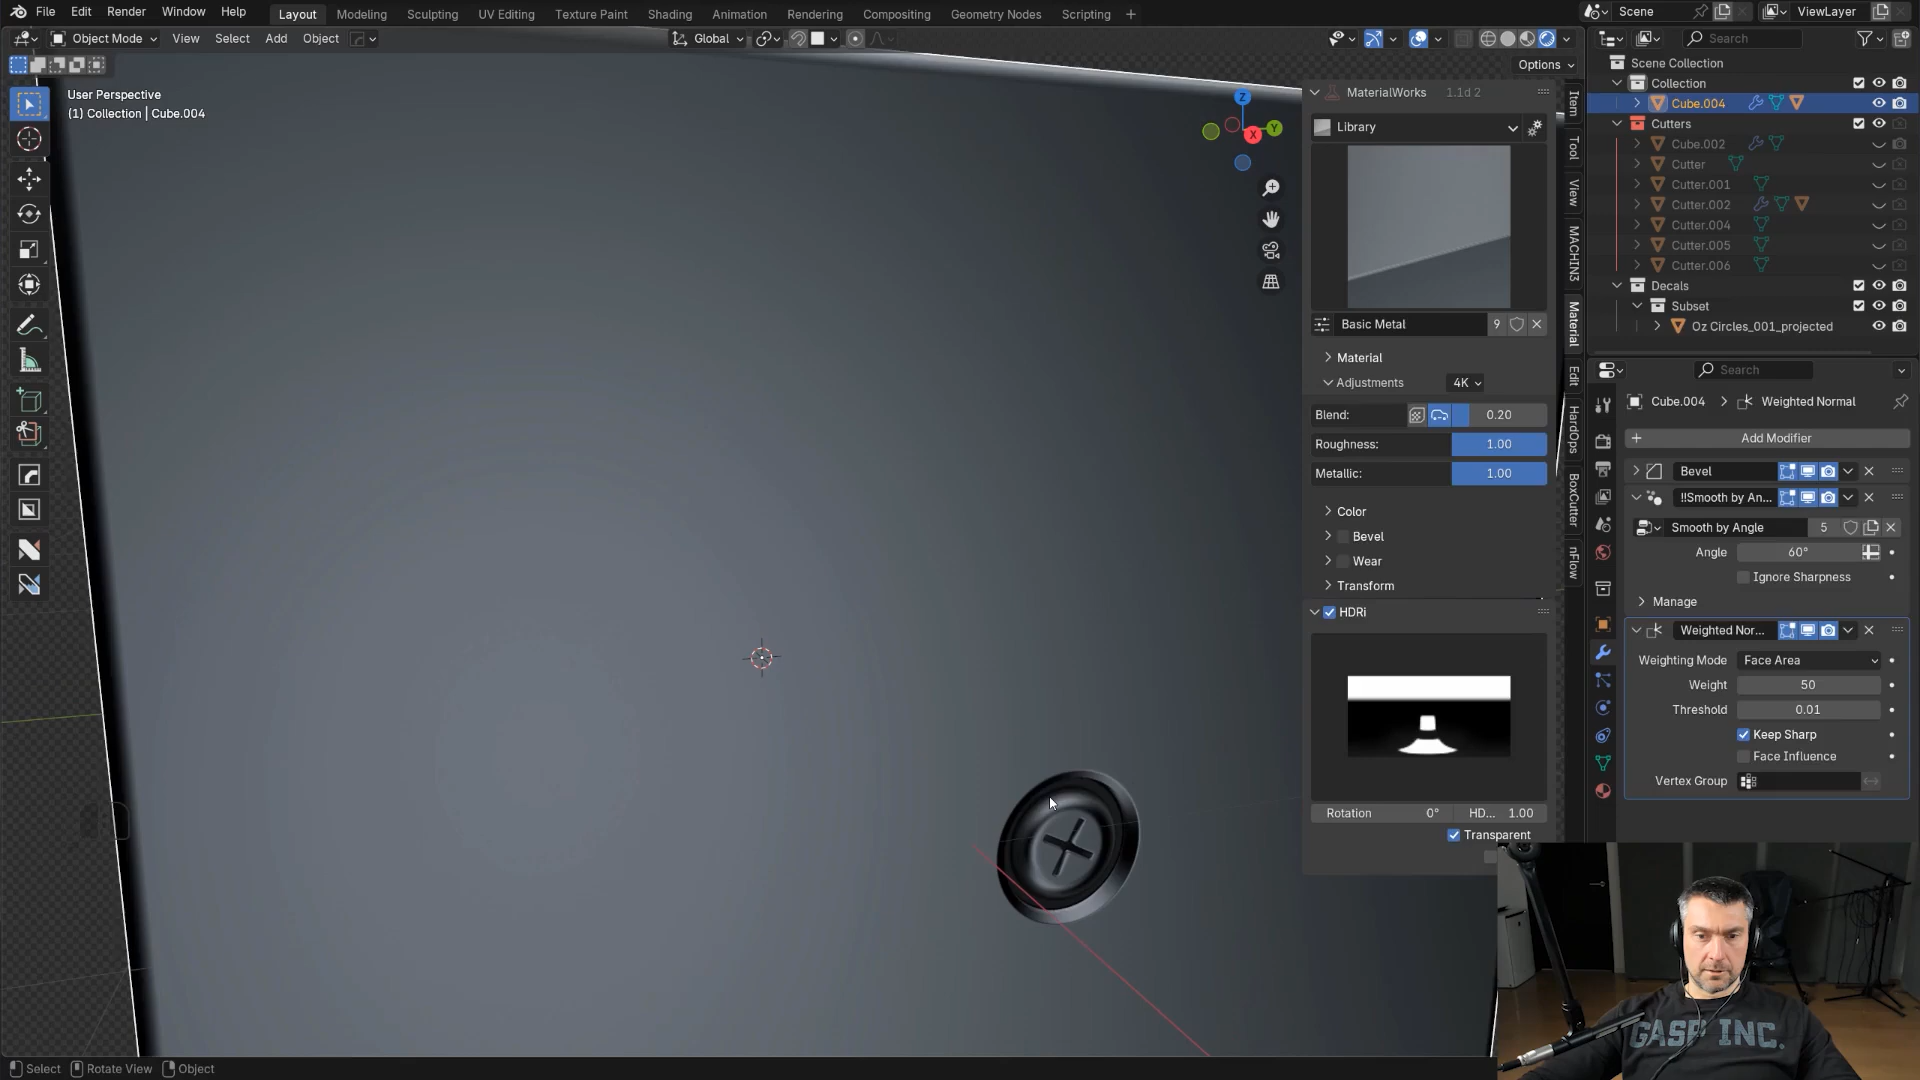 File Edit Render Window Help
Layout Modeling Sculpting UV Editing Texture Paint Shading Animation Rendering Compositing Geometry Nodes Scripting
Scene
ViewLayer
Object Mode View Select Add Object
Global
Search
Options
User Perspective
(1) Collection | Cube.004
Z
Y
X
MaterialWorks 1.1d 2
Library
Basic Metal 9
Material
Adjustments 4K
Blend: 0.20
Roughness: 1.00
Metallic: 1.00
Color
Bevel
Wear
Transform
HDRi
Rotation 0° HD... 1.00
Transparent
Item
Tool
View
MACHIN3
Material
Edit
HardOps
BoxCutter
nFlow
Scene Collection
Collection
Cube.004
Cutters
Cube.002
Cutter
Cutter.001
Cutter.002
Cutter.004
Cutter.005
Cutter.006
Decals
Subset
Oz Circles_001_projected
Search
Cube.004 > Weighted Normal
Add Modifier
Bevel
!!Smooth by An...
Smooth by Angle 5
Angle 60°
Ignore Sharpness
Manage
Weighted Nor...
Weighting Mode Face Area
Weight 50
Threshold 0.01
Keep Sharp
Face Influence
Vertex Group
GASP INC.
Select Rotate View Object